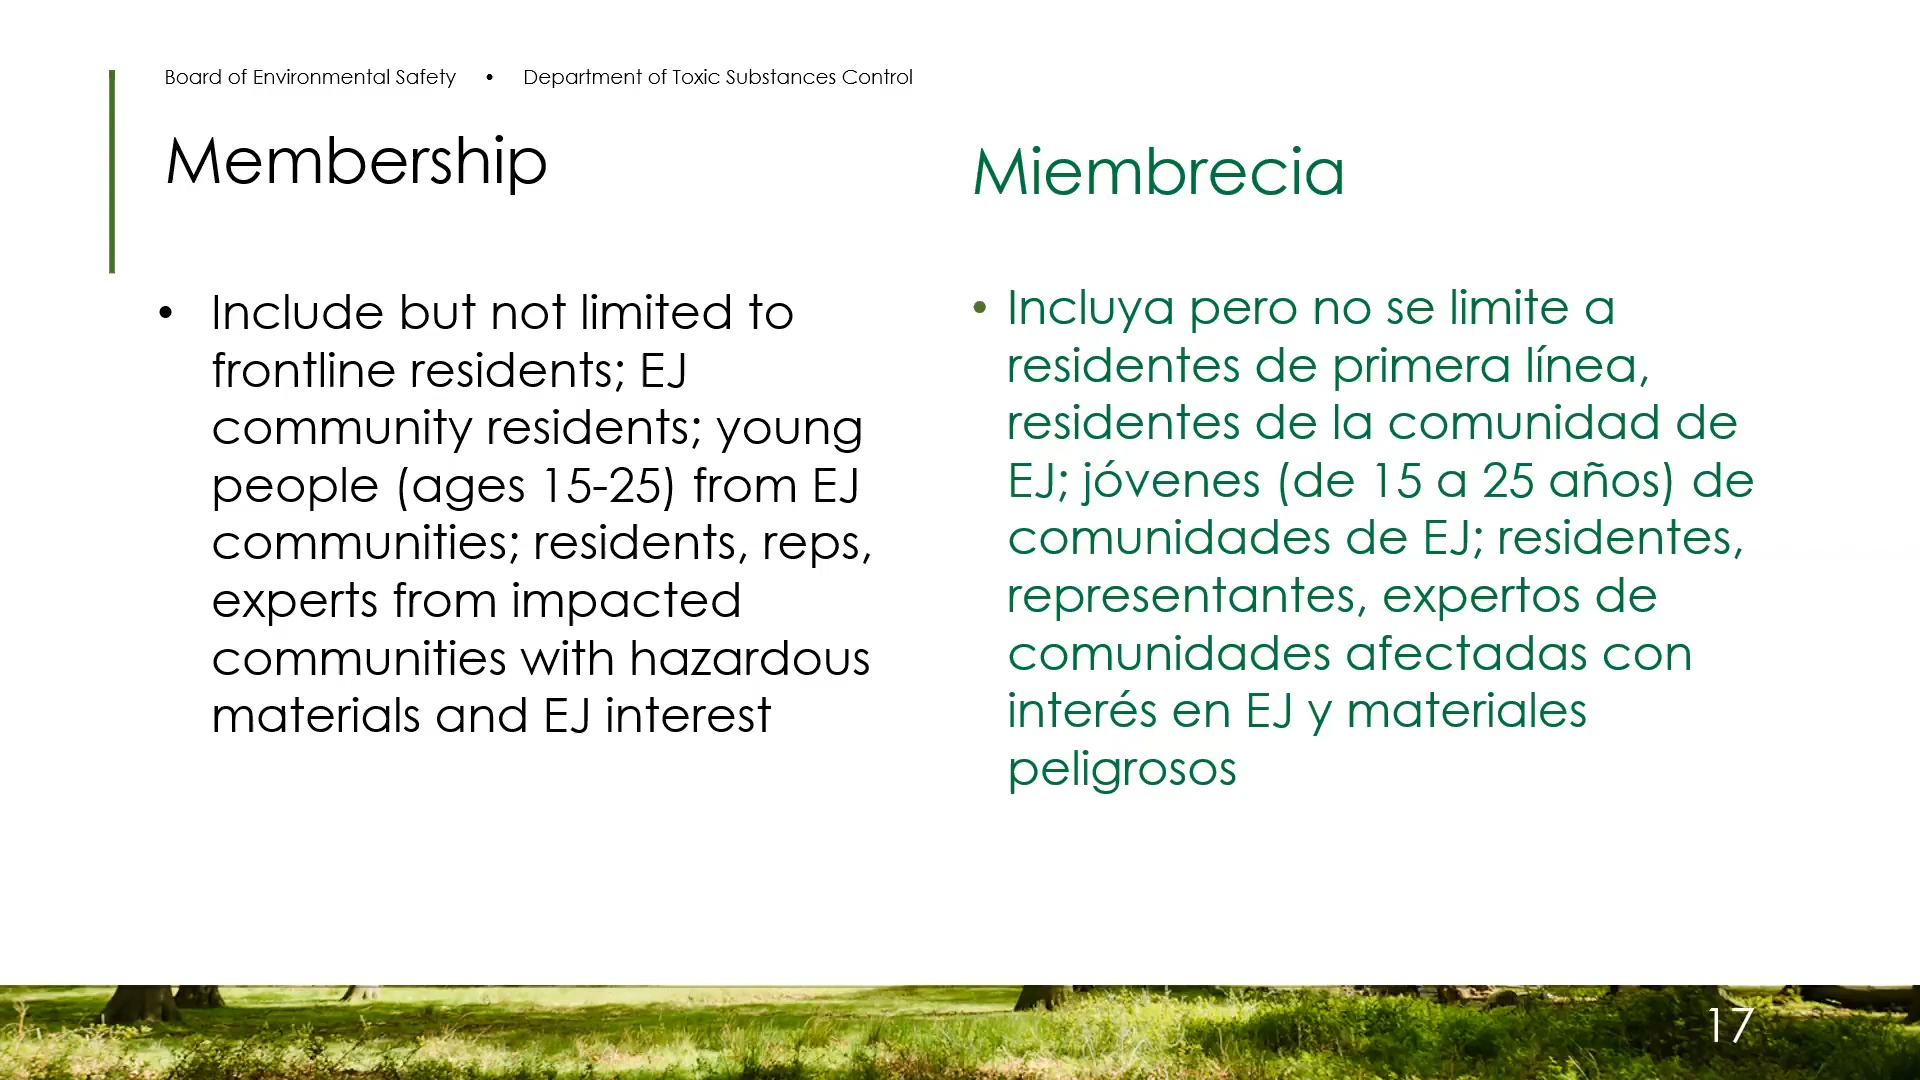 Board of Environmental Safety • Department of Toxic Substances Control
Membership
• Include but not limited to
frontline residents; EJ
community residents; young
people (ages 15-25) from EJ
communities; residents, reps,
experts from impacted
communities with hazardous
materials and EJ interest
Miembrecia
• Incluya pero no se limite a
residentes de primera línea,
residentes de la comunidad de
EJ; jóvenes (de 15 a 25 años) de
comunidades de EJ; residentes,
representantes, expertos de
comunidades afectadas con
interés en EJ y materiales
peligrosos
17